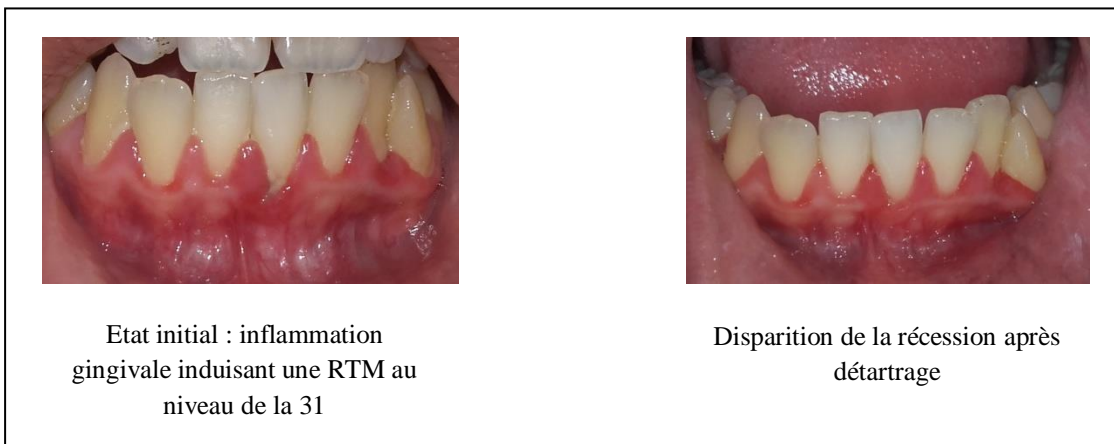 Etat initial : inflammation
gingivale induisant une RTM au
niveau de la 31
Disparition de la récession après
détartrage